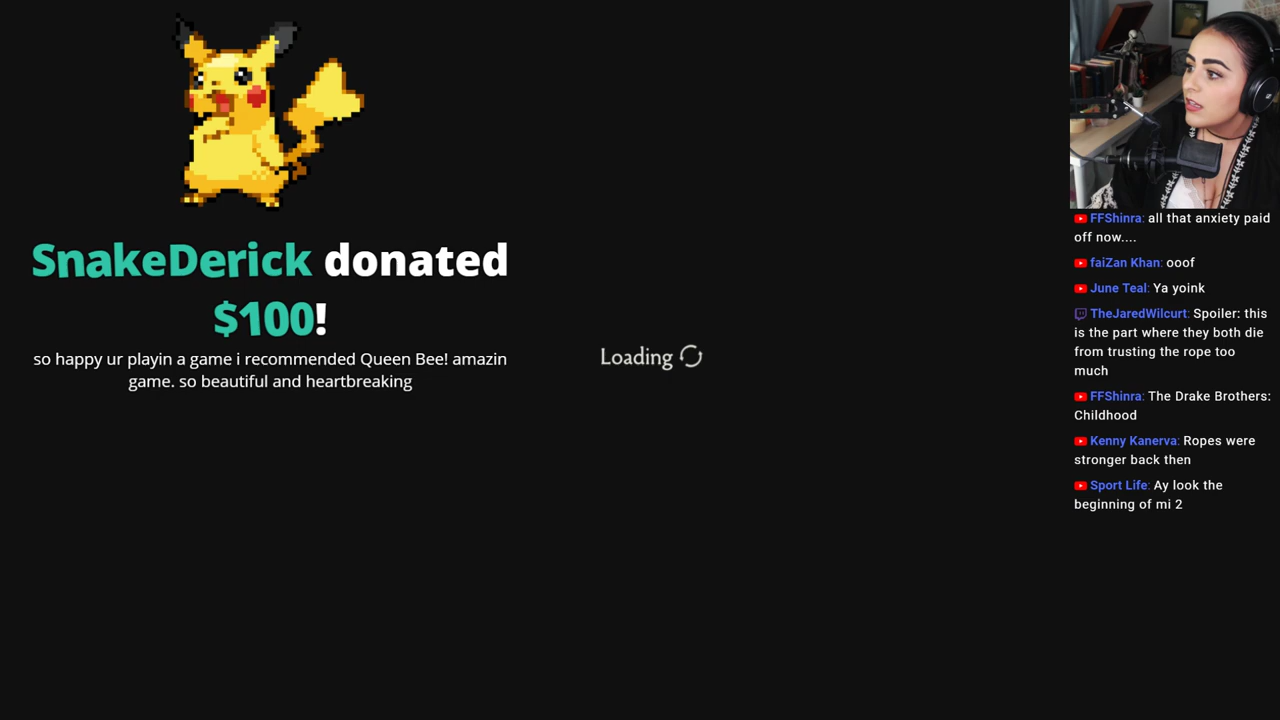 SnakeDerick donated
$100!
so happy ur playin a game i recommended Queen Bee! amazin
game. so beautiful and heartbreaking
Loading
FFShinra: all that anxiety paid
off now....
faiZan Khan: ooof
June Teal: Ya yoink
TheJaredWilcurt: Spoiler: this
is the part where they both die
from trusting the rope too
much
FFShinra: The Drake Brothers:
Childhood
Kenny Kanerva: Ropes were
stronger back then
Sport Life: Ay look the
beginning of mi 2